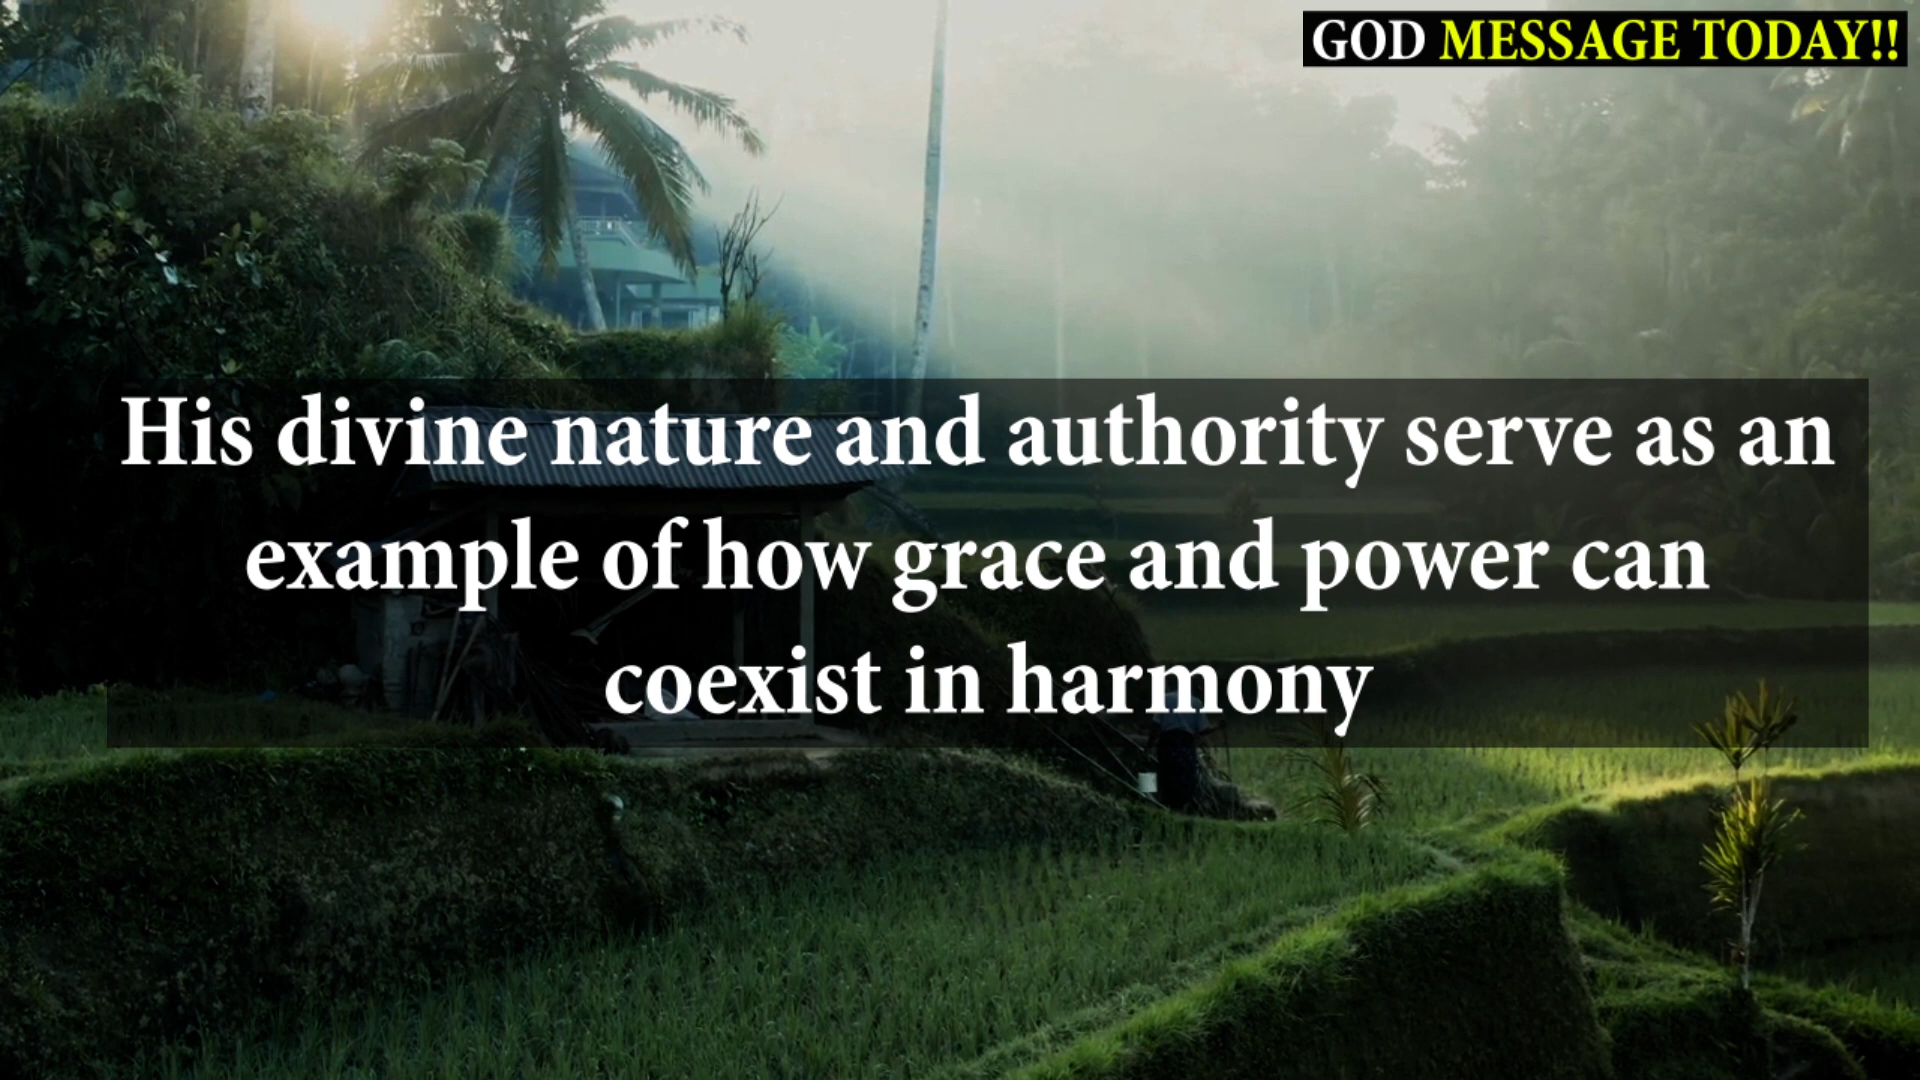 GOD MESSAGE TODAY!!
His divine nature and authority serve as an
example of how grace and power can
coexist in harmony